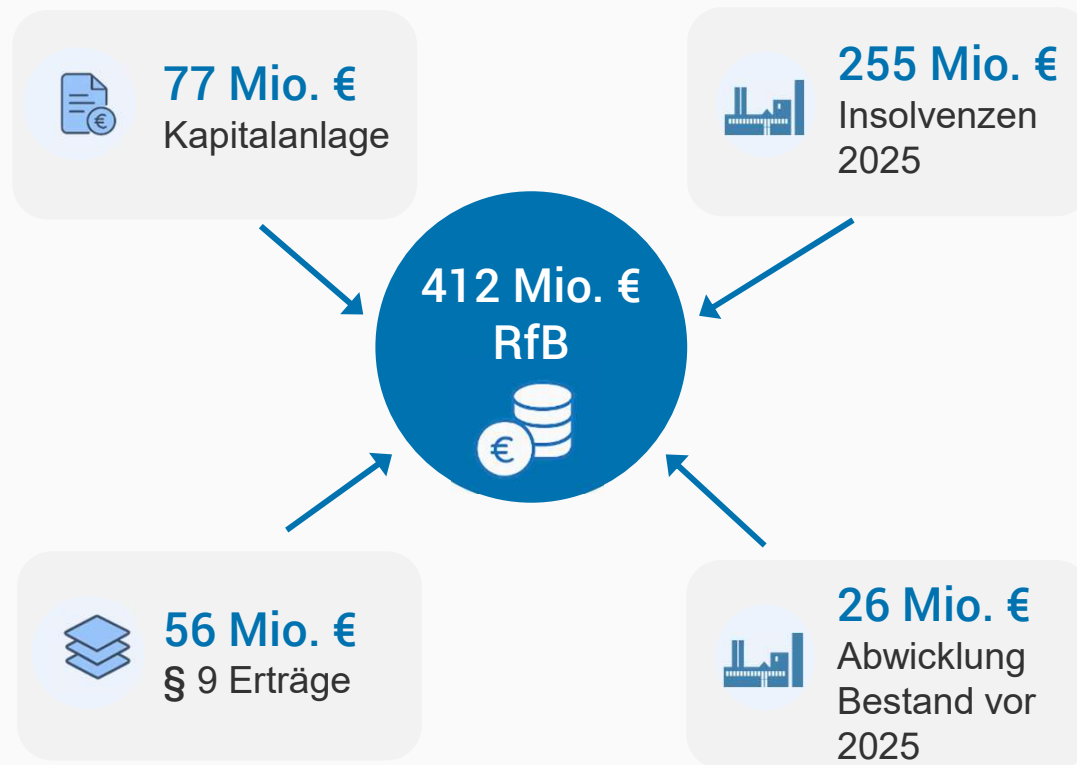 77 Mio. €
Kapitalanlage
255 Mio. €
Insolvenzen
2025
412 Mio. €
RfB
€
56 Mio. €
§ 9 Erträge
26 Mio. €
Abwicklung
Bestand vor
2025